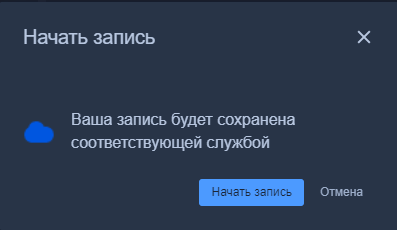 Начать запись
Ваша запись будет сохранена
соответствующей службой
Начать запись
Отмена